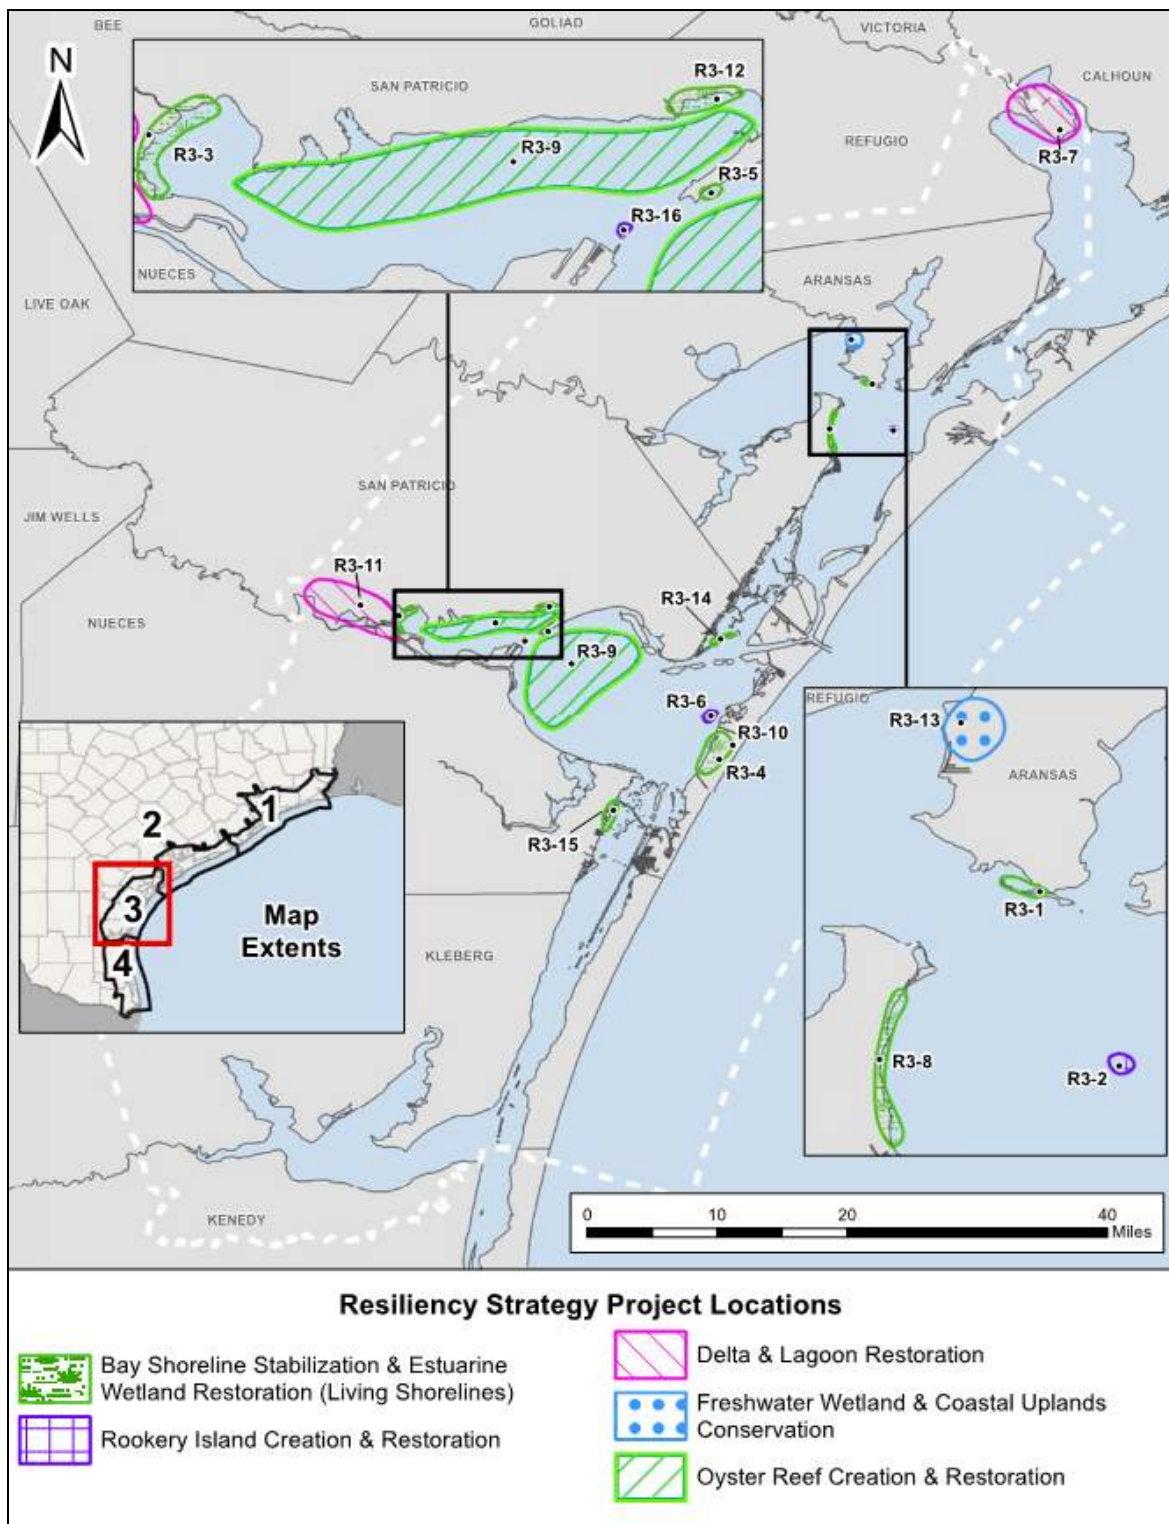 BEE
GOLIAD
VICTORIA
CALHOUN
N
SAN PATRICIO
R3-12
R3-3
R3-9
R3-5
R3-16
NUECES
REFUGIO
R3-7
LIVE OAK
ARANSAS
JIM WELLS
SAN PATRICIO
NUECES
R3-11
R3-14
R3-9
R3-6
R3-10
R3-4
R3-15
REFUGIO
R3-13
ARANSAS
R3-1
R3-8
R3-2
1
2
3
4
Map
Extents
KLEBERG
KENEDY
0 10 20 40
Miles
Resiliency Strategy Project Locations
Bay Shoreline Stabilization & Estuarine
Wetland Restoration (Living Shorelines)
Rookery Island Creation & Restoration
Delta & Lagoon Restoration
Freshwater Wetland & Coastal Uplands
Conservation
Oyster Reef Creation & Restoration